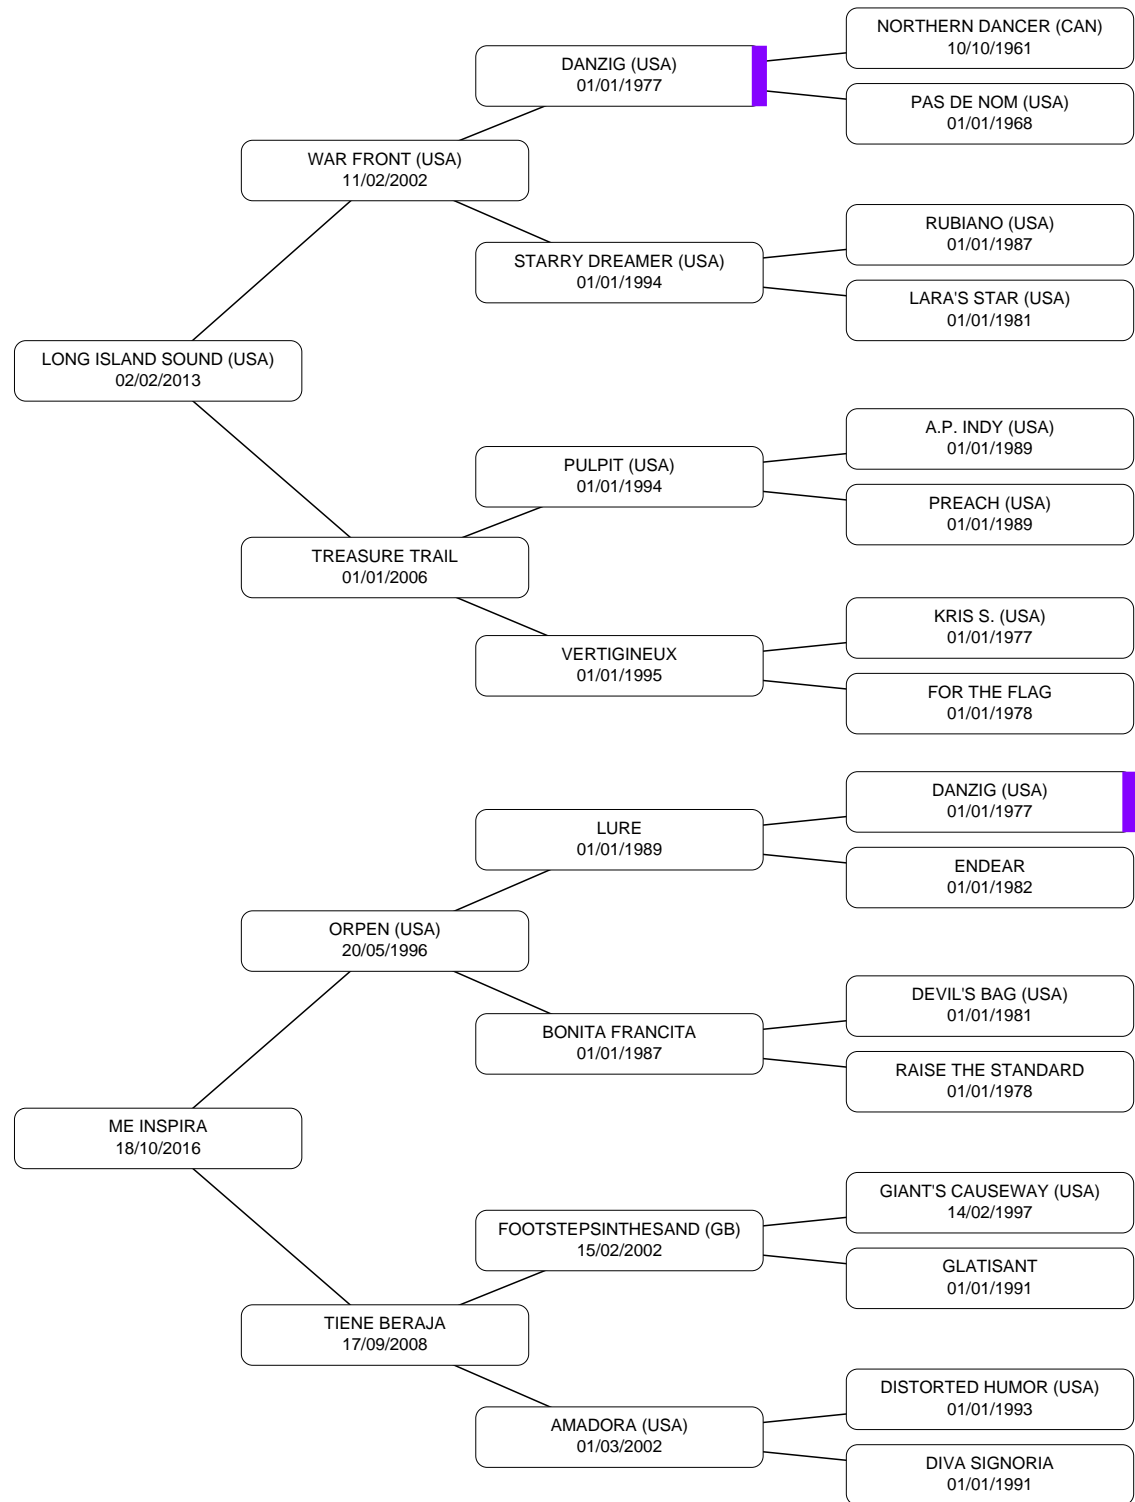 NORTHERN DANCER (CAN)
10/10/1961
DANZIG (USA)
01/01/1977
PAS DE NOM (USA)
01/01/1968
WAR FRONT (USA)
11/02/2002
RUBIANO (USA)
01/01/1987
STARRY DREAMER (USA)
01/01/1994
LARA'S STAR (USA)
01/01/1981
LONG ISLAND SOUND (USA)
02/02/2013
A.P. INDY (USA)
01/01/1989
PULPIT (USA)
01/01/1994
PREACH (USA)
01/01/1989
TREASURE TRAIL
01/01/2006
KRIS S. (USA)
01/01/1977
VERTIGINEUX
01/01/1995
FOR THE FLAG
01/01/1978
DANZIG (USA)
01/01/1977
LURE
01/01/1989
ENDEAR
01/01/1982
ORPEN (USA)
20/05/1996
DEVIL'S BAG (USA)
01/01/1981
BONITA FRANCITA
01/01/1987
RAISE THE STANDARD
01/01/1978
ME INSPIRA
18/10/2016
GIANT'S CAUSEWAY (USA)
14/02/1997
FOOTSTEPSINTHESAND (GB)
15/02/2002
GLATISANT
01/01/1991
TIENE BERAJA
17/09/2008
DISTORTED HUMOR (USA)
01/01/1993
AMADORA (USA)
01/03/2002
DIVA SIGNORIA
01/01/1991